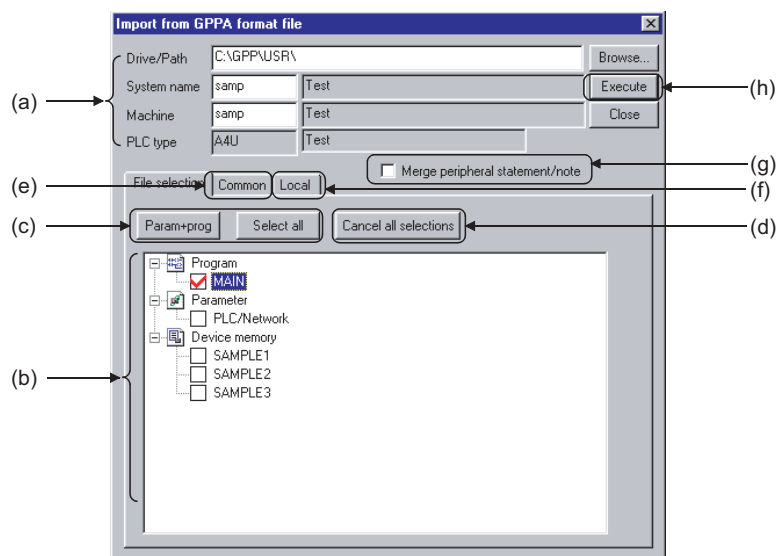 Import from GPPA format file
Drive/Path C:\GPP\USR\ Browse...
(a) System name samp Test Execute (h)
Machine samp Test Close
PLC type A4U Test
Merge peripheral statement/note (g)
(e) File selection Common Local (f)
(c) Param+prog Select all Cancel all selections (d)
Program
MAIN
Parameter
PLC/Network
Device memory
SAMPLE1
(b) SAMPLE2
SAMPLE3